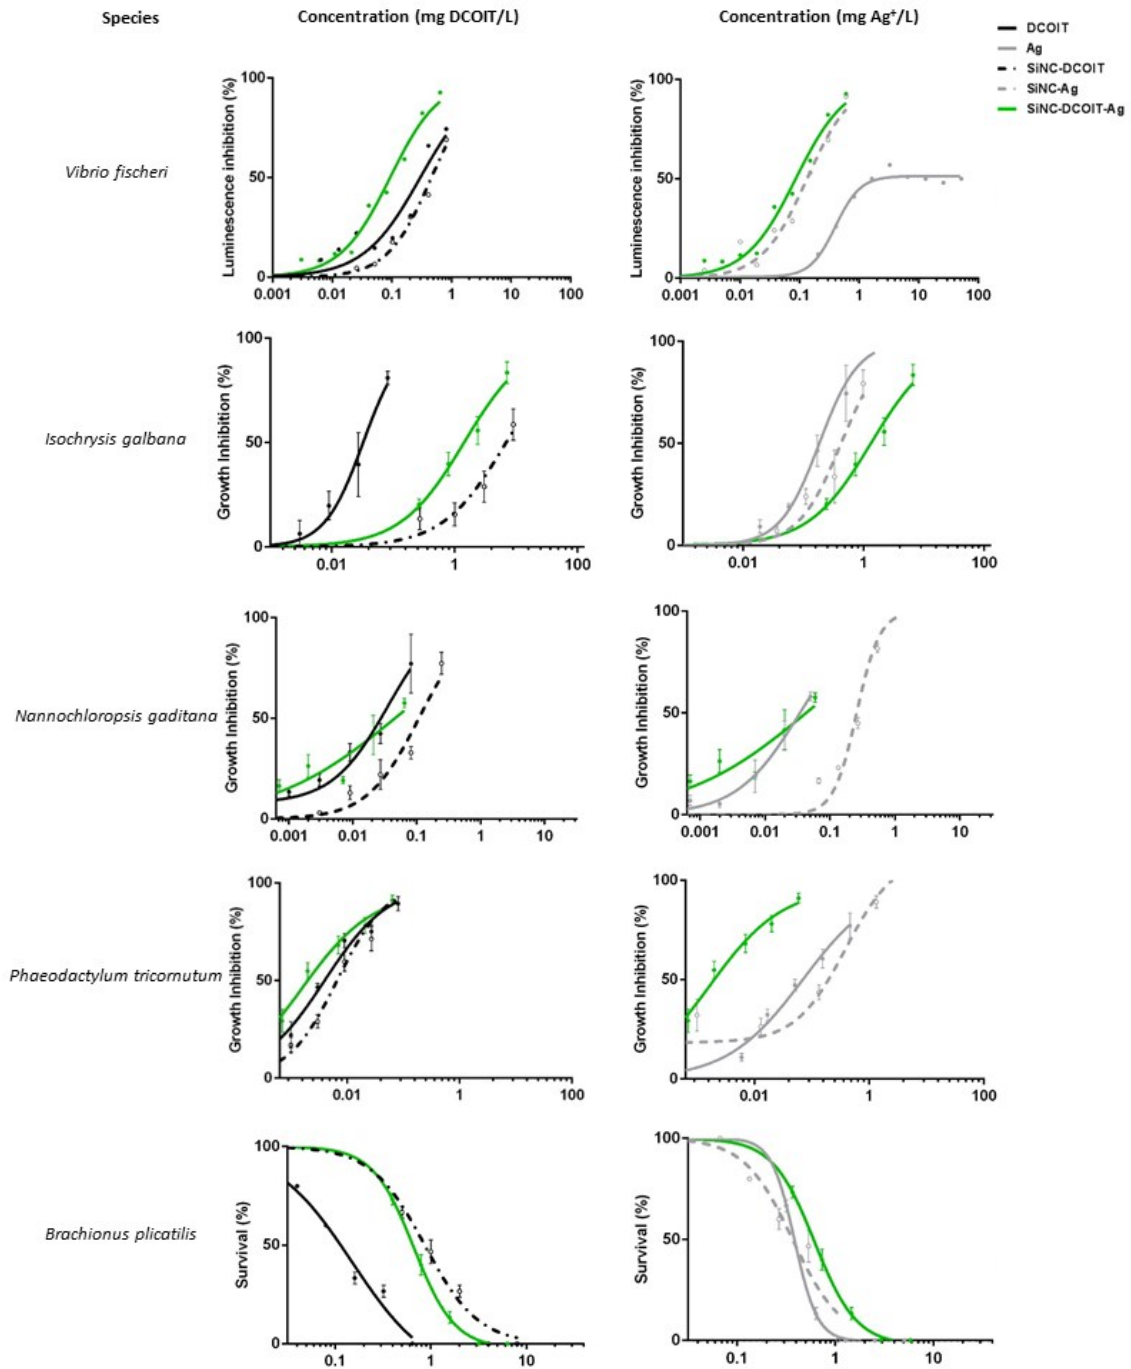 Species
Concentration (mg DCOIT/L)
Concentration (mg Ag⁺/L)
DCOIT
Ag
SiNC-DCOIT
SiNC-Ag
SiNC-DCOIT-Ag
Vibrio fischeri
Luminescence inhibition (%)
100
50
0
0.001 0.01 0.1 1 10 100
Luminescence inhibition (%)
100
50
0
0.001 0.01 0.1 1 10 100
Isochrysis galbana
Growth Inhibition (%)
100
50
0
0.01 1 100
Growth Inhibition (%)
100
50
0
0.01 1 100
Nannochloropsis gaditana
Growth Inhibition (%)
100
50
0
0.001 0.01 0.1 1 10
Growth Inhibition (%)
100
50
0
0.001 0.01 0.1 1 10
Phaeodactylum tricornutum
Growth Inhibition (%)
100
50
0
0.01 1 100
Growth Inhibition (%)
100
50
0
0.01 1 100
Brachionus plicatilis
Survival (%)
100
50
0
0.1 1 10
Survival (%)
100
50
0
0.1 1 10